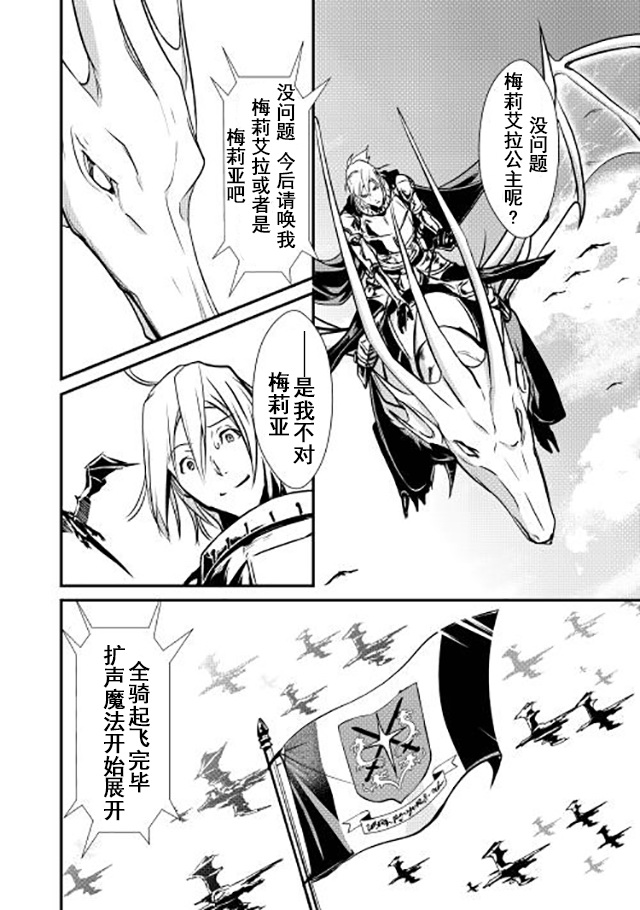 没问题
梅莉艾拉公主呢？
没问题 今后请唤我
梅莉艾拉或者是
梅莉亚吧
——是我不对
梅莉亚
全骑起飞完毕
扩声魔法开始展开